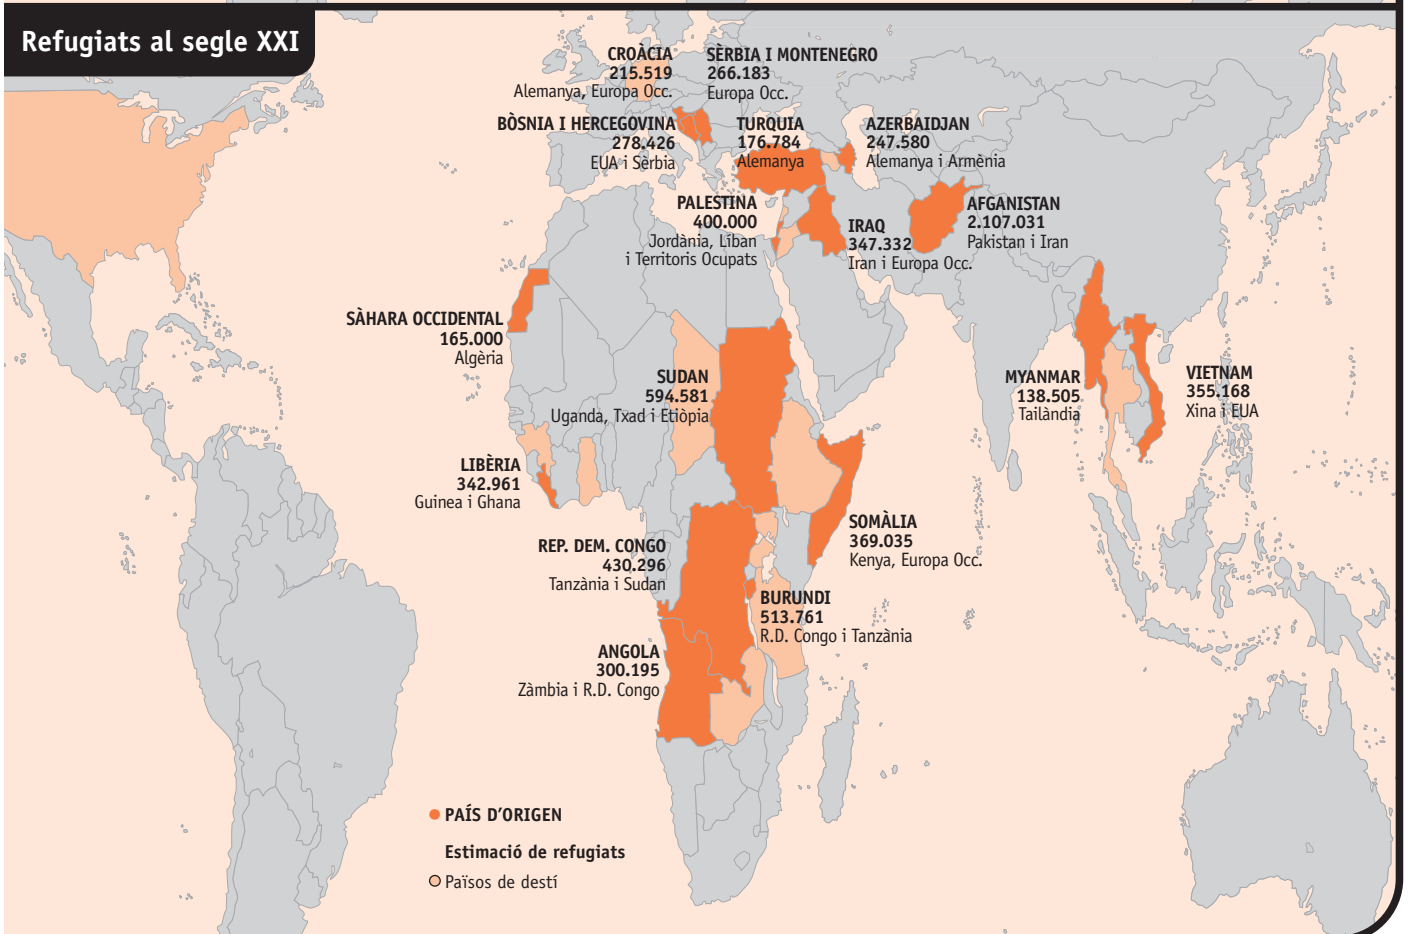 Refugiats al segle XXI
CROÀCIA
215.519
Alemanya, Europa Occ.
SÈRBIA I MONTENEGRO
266.183
Europa Occ.
BÒSNIA I HERCEGOVINA
278.426
EUA i Sèrbia
TURQUIA
176.784
Alemanya
AZERBAIDJAN
247.580
Alemanya i Armènia
PALESTINA
400.000
Jordània, Líban
i Territoris Ocupats
IRAQ
347.332
Iran i Europa Occ.
AFGANISTAN
2.107.031
Pakistan i Iran
SÀHARA OCCIDENTAL
165.000
Algèria
SUDAN
594.581
Uganda, Txad i Etiòpia
MYANMAR
138.505
Tailàndia
VIETNAM
355.168
Xina i EUA
LIBÈRIA
342.961
Guinea i Ghana
SOMÀLIA
369.035
Kenya, Europa Occ.
REP. DEM. CONGO
430.296
Tanzània i Sudan
BURUNDI
513.761
R.D. Congo i Tanzània
ANGOLA
300.195
Zàmbia i R.D. Congo
PAÍS D'ORIGEN
Estimació de refugiats
Països de destí